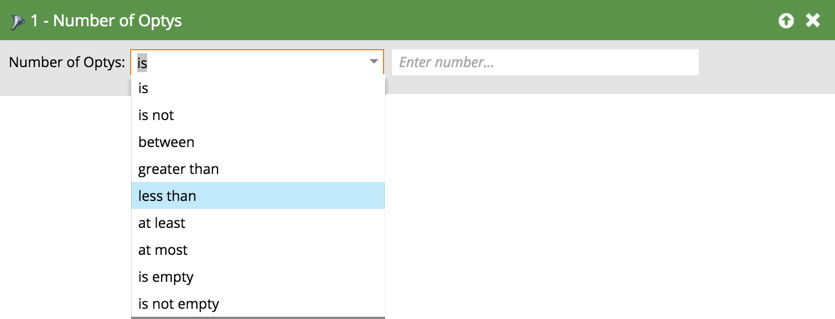 1 - Number of Optys
Number of Optys: is Enter number...
is
is not
between
greater than
less than
at least
at most
is empty
is not empty